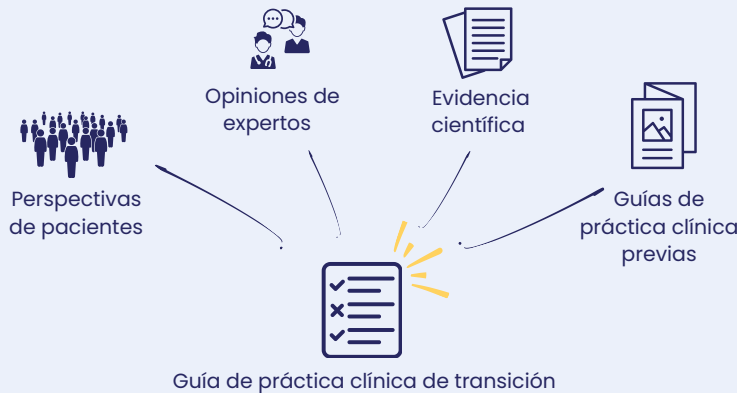 Opiniones de
expertos
Evidencia
científica
Perspectivas
de pacientes
Guías de
práctica clínica
previas
Guía de práctica clínica de transición